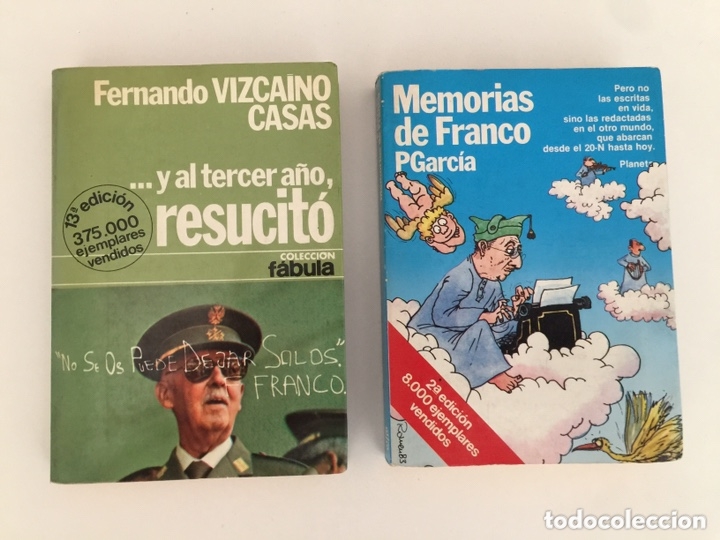 Fernando VIZCAÍNO
CASAS
... y al tercer año,
resucitó
13ª edición
375.000
ejemplares
vendidos
COLECCION
fábula
"NO SE OS PUEDE DEJAR SOLOS".
FRANCO.
Memorias
de Franco
PGarcía
Pero no
las escritas
en vida,
sino las redactadas
en el otro mundo,
que abarcan
desde el 20-N hasta hoy.
Planeta
2ª edición
8.000 ejemplares
vendidos
todocoleccion